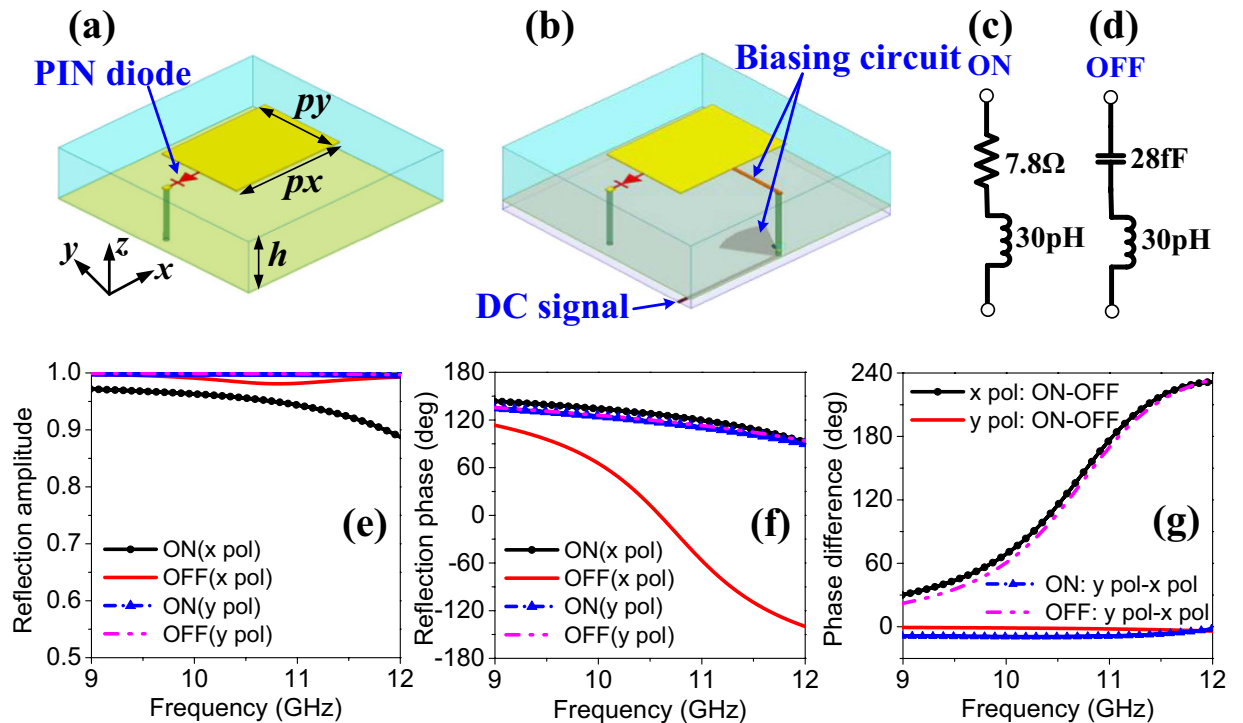 (a)
PIN diode
py
px
h
y
z
x
(b)
Biasing circuit
DC signal
(c)
ON
7.8Ω
30pH
(d)
OFF
28fF
30pH
1.0
0.9
0.8
0.7
0.6
0.5
Reflection amplitude
ON(x pol)
OFF(x pol)
ON(y pol)
OFF(y pol)
(e)
9 10 11 12
Frequency (GHz)
180
120
60
0
-60
-120
-180
Reflection phase (deg)
ON(x pol)
OFF(x pol)
ON(y pol)
OFF(y pol)
(f)
9 10 11 12
Frequency (GHz)
240
180
120
60
0
-30
Phase difference (deg)
x pol: ON-OFF
y pol: ON-OFF
(g)
ON: y pol-x pol
OFF: y pol-x pol
9 10 11 12
Frequency (GHz)